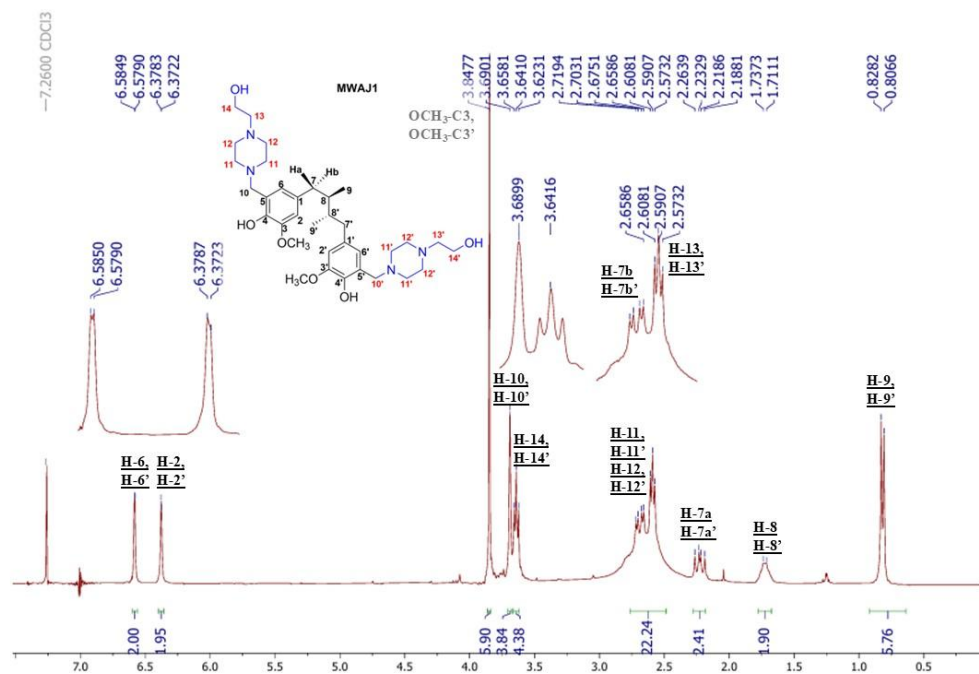 —7.2600 CDCl3
6.5849
6.5790
6.3783
6.3722
3.8477
3.6901
3.6581
3.6410
3.6231
2.7194
2.7031
2.6751
2.6586
2.6081
2.5907
2.5732
2.2639
2.2329
2.2186
2.1881
1.7373
1.7111
0.8282
0.8066
MWAJ1
OCH3-C3,
OCH3-C3'
OH
14
13
N
12
12
11
11
N
10
5
6
1
4
3
2
HO
OCH3
Ha
Hb
7
8
9
8'
9'
7'
1'
2'
6'
3'
5'
4'
H3CO
OH
10'
N
11'
12'
11'
12'
N
13'
14'
OH
6.5850
6.5790
6.3787
6.3723
3.6899
3.6416
2.6586
2.6081
2.5907
2.5732
H-7b
H-7b'
H-13,
H-13'
H-6,
H-6'
H-2,
H-2'
H-10,
H-10'
H-14,
H-14'
H-11,
H-11'
H-12,
H-12'
H-7a
H-7a'
H-8
H-8'
H-9,
H-9'
2.00
1.95
5.90
3.84
4.38
22.24
2.41
1.90
5.76
7.0 6.5 6.0 5.5 5.0 4.5 4.0 3.5 3.0 2.5 2.0 1.5 1.0 0.5